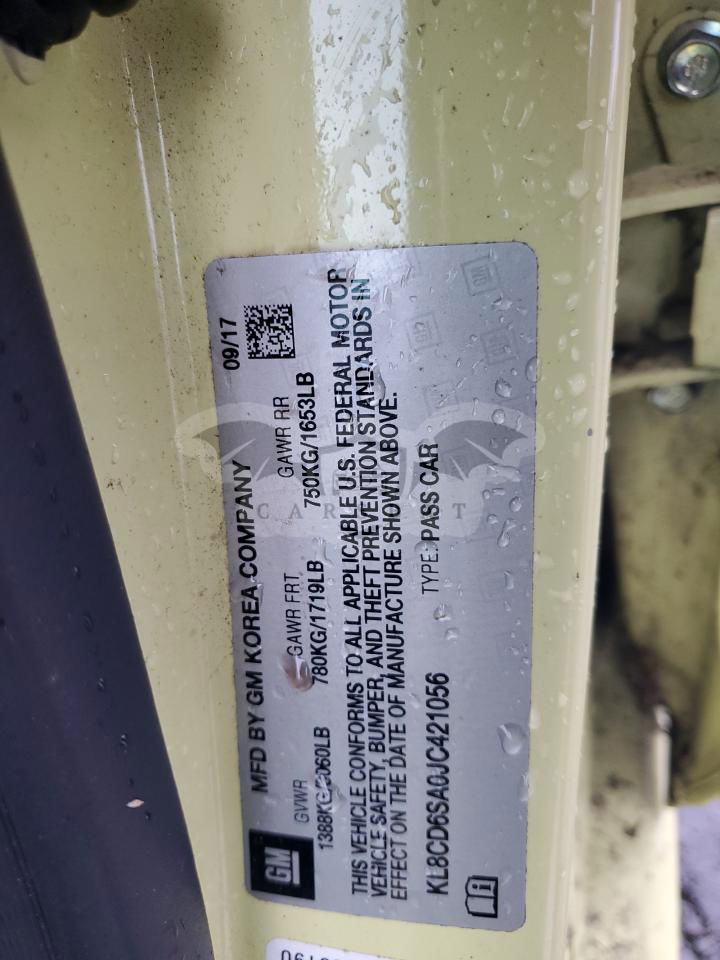 GM
MFD BY GM KOREA COMPANY
09/17
GVWR
GAWR FRT
GAWR RR
1388KG/3060LB
780KG/1719LB
750KG/1653LB
THIS VEHICLE CONFORMS TO ALL APPLICABLE U.S. FEDERAL MOTOR
VEHICLE SAFETY, BUMPER, AND THEFT PREVENTION STANDARDS IN
EFFECT ON THE DATE OF MANUFACTURE SHOWN ABOVE.
KL8CD6SA0JC421056
TYPE: PASS CAR